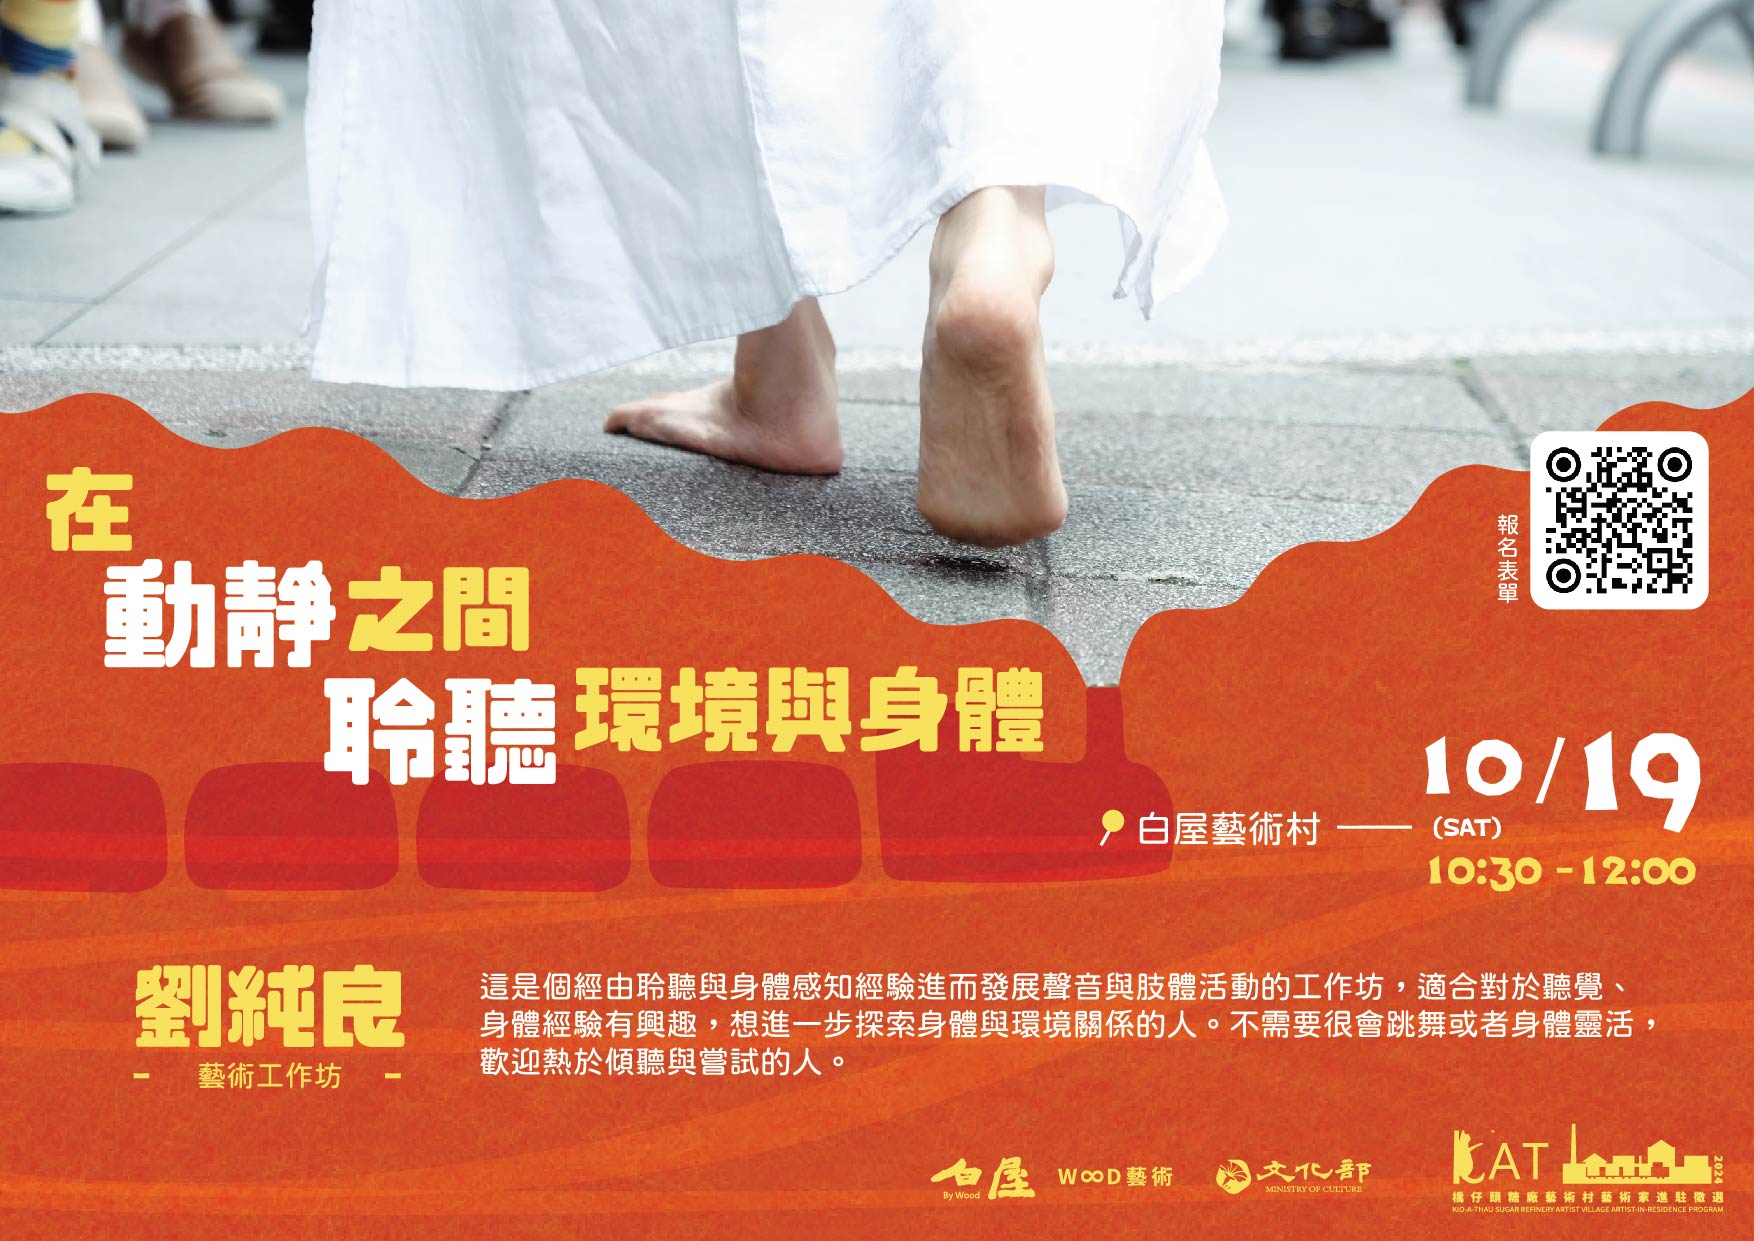 在
動靜之間
聆聽環境與身體
報名表單
10/19
白屋藝術村
(SAT)
10:30 - 12:00
劉純良
- 藝術工作坊 -
這是個經由聆聽與身體感知經驗進而發展聲音與肢體活動的工作坊，適合對於聽覺、
身體經驗有興趣，想進一步探索身體與環境關係的人。不需要很會跳舞或者身體靈活，
歡迎熱於傾聽與嘗試的人。
白屋
By Wood
W∞D藝術
文化部
MINISTRY OF CULTURE
KAT
2024
橋仔頭糖廠藝術村藝術家進駐徵選
KIO-A-THAU SUGAR REFINERY ARTIST VILLAGE ARTIST-IN-RESIDENCE PROGRAM